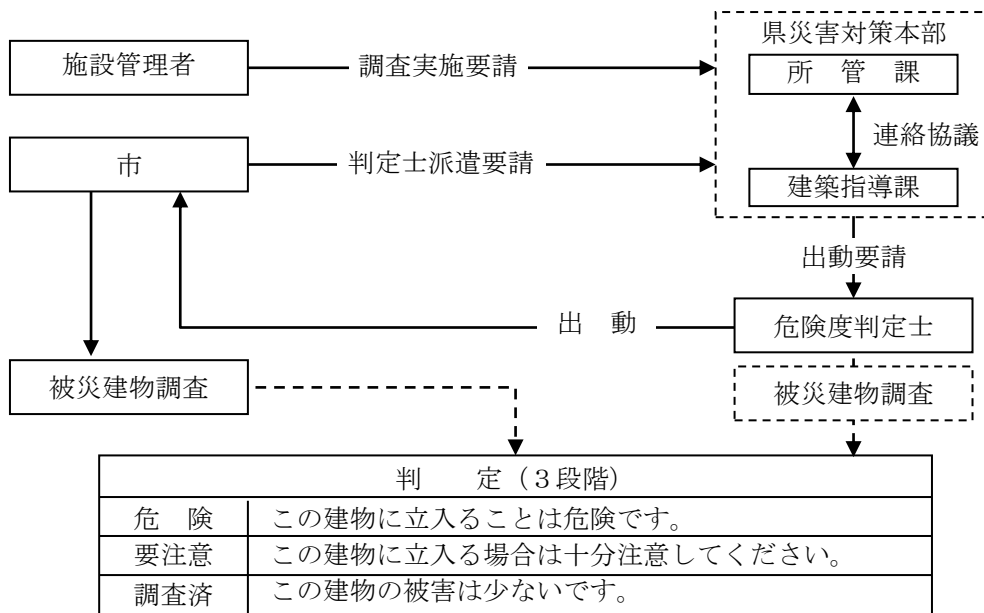 県災害対策本部
施設管理者
調査実施要請
所　管　課
連絡協議
市
判定士派遣要請
建築指導課
出動要請
出　動
危険度判定士
被災建物調査
被災建物調査
判　　定（３段階）
危　険　この建物に立入ることは危険です。
要注意　この建物に立入る場合は十分注意してください。
調査済　この建物の被害は少ないです。